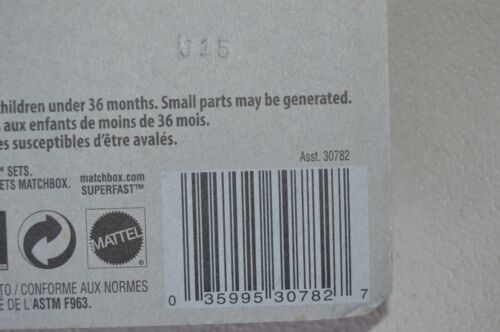 J15
children under 36 months. Small parts may be generated.
aux enfants de moins de 36 mois.
susceptibles d'être avalés.
Asst. 30782
™ SETS.
MATCHBOX.
matchbox.com
SUPERFAST™
MATTEL
/ CONFORME AUX NORMES
DE L'ASTM F963.
0 35995 30782 7